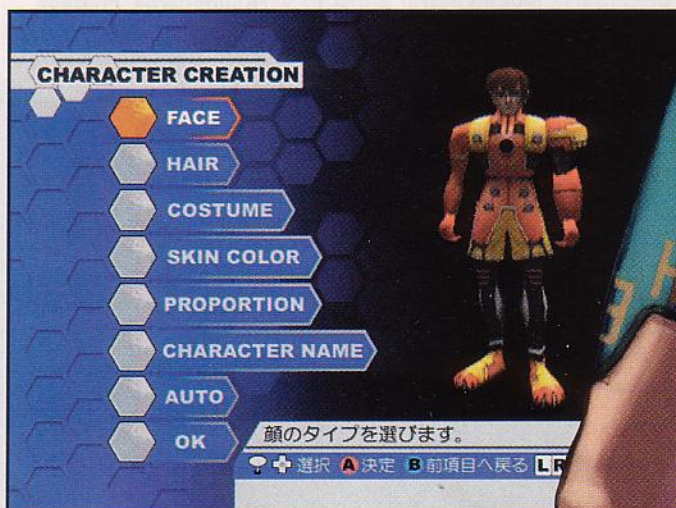 CHARACTER CREATION
FACE
HAIR
COSTUME
SKIN COLOR
PROPORTION
CHARACTER NAME
AUTO
OK
顔のタイプを選びます。
選択 A 決定 B 前項目へ戻る L R